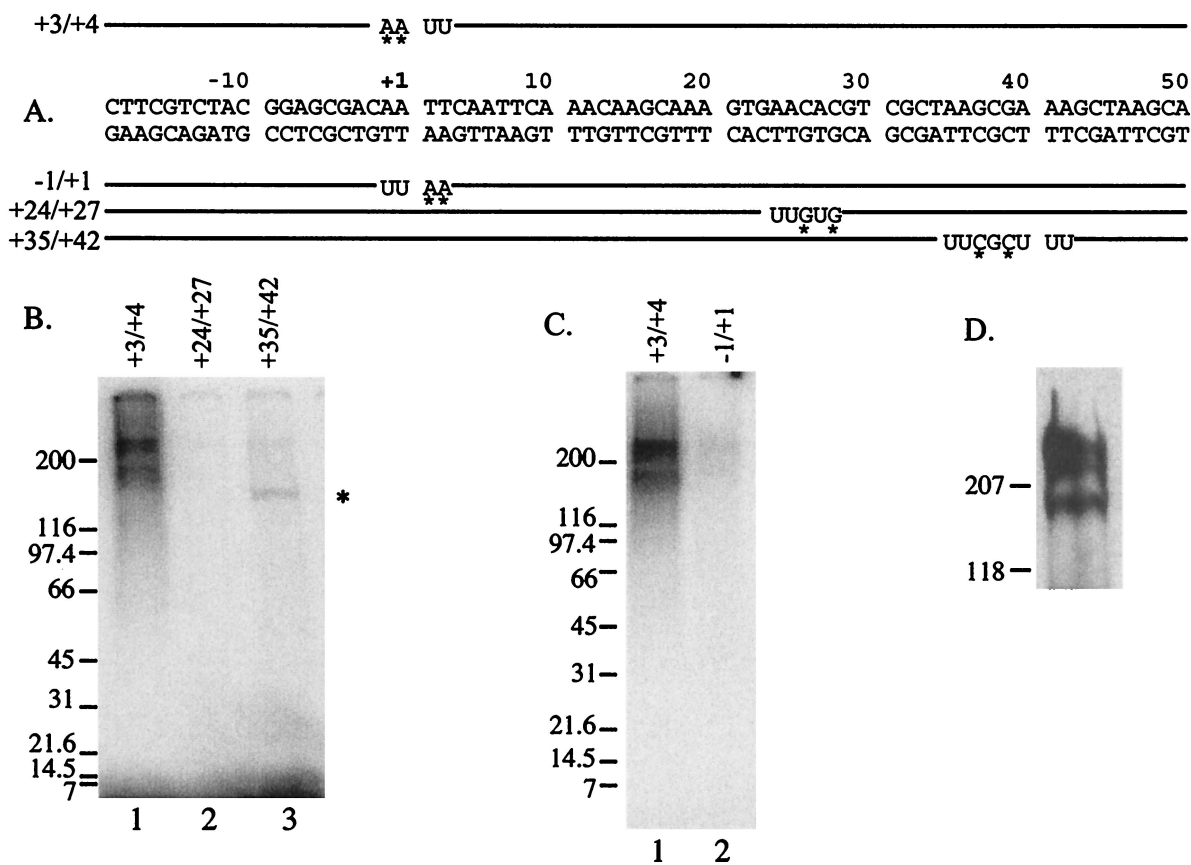 +3/+4 AA UU
** 
-10 +1 10 20 30 40 50
A.
CTTCGTCTAC GGAGCGACAA TTCAATTCA AACAAGCAAA GTGAACACGT CGCTAAGCGA AAGCTAAGCA
GAAGCAGATG CCTCGCTGTT AAGTTAAGT TTGTTCGTTT CACTTGTGCA GCGATTCGCT TTCGATTCGT
-1/+1 UU AA
**
+24/+27 UUGUG
* *
+35/+42 UUCGCU UU
* *
B.
+3/+4 +24/+27 +35/+42
200
*
116
97.4
66
45
31
21.6
14.5
7
1 2 3
C.
+3/+4 -1/+1
200
116
97.4
66
45
31
21.6
14.5
7
1 2
D.
207
118